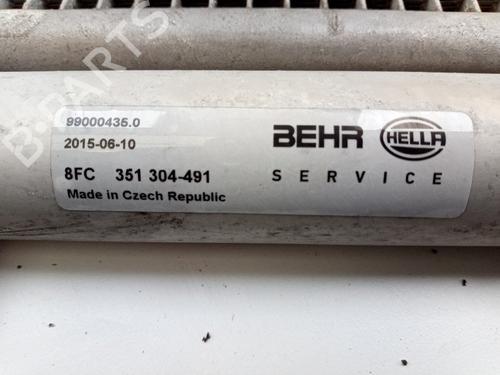 99000435.0
2015-06-10
8FC 351 304-491
Made in Czech Republic
BEHR HELLA
SERVICE
B-PARTS